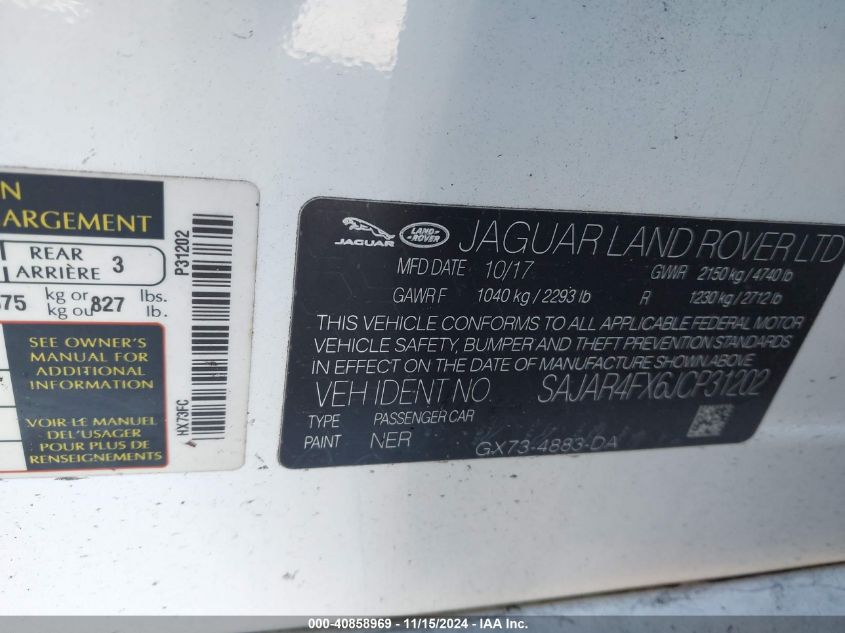 N
ARGEMENT
REAR
ARRIÈRE 3
75 kg or 827 lbs.
kg ou lb.
SEE OWNER'S
MANUAL FOR
ADDITIONAL
INFORMATION
VOIR LE MANUEL
DEL'USAGER
POUR PLUS DE
RENSEIGNEMENTS
P31202
HX73FC
JAGUAR LAND-ROVER JAGUAR LAND ROVER LTD
MFD DATE 10/17 GVWR 2150 kg / 4740 lb
GAWR F 1040 kg / 2293 lb R 1230 kg / 2712 lb
THIS VEHICLE CONFORMS TO ALL APPLICABLE FEDERAL MOTOR
VEHICLE SAFETY, BUMPER AND THEFT PREVENTION STANDARDS
IN EFFECT ON THE DATE OF MANUFACTURE SHOWN ABOVE.
VEH IDENT NO. SAJAR4FX6JCP31202
TYPE PASSENGER CAR
PAINT NER GX73-4883-DA
000-40858969 - 11/15/2024 - IAAI.com